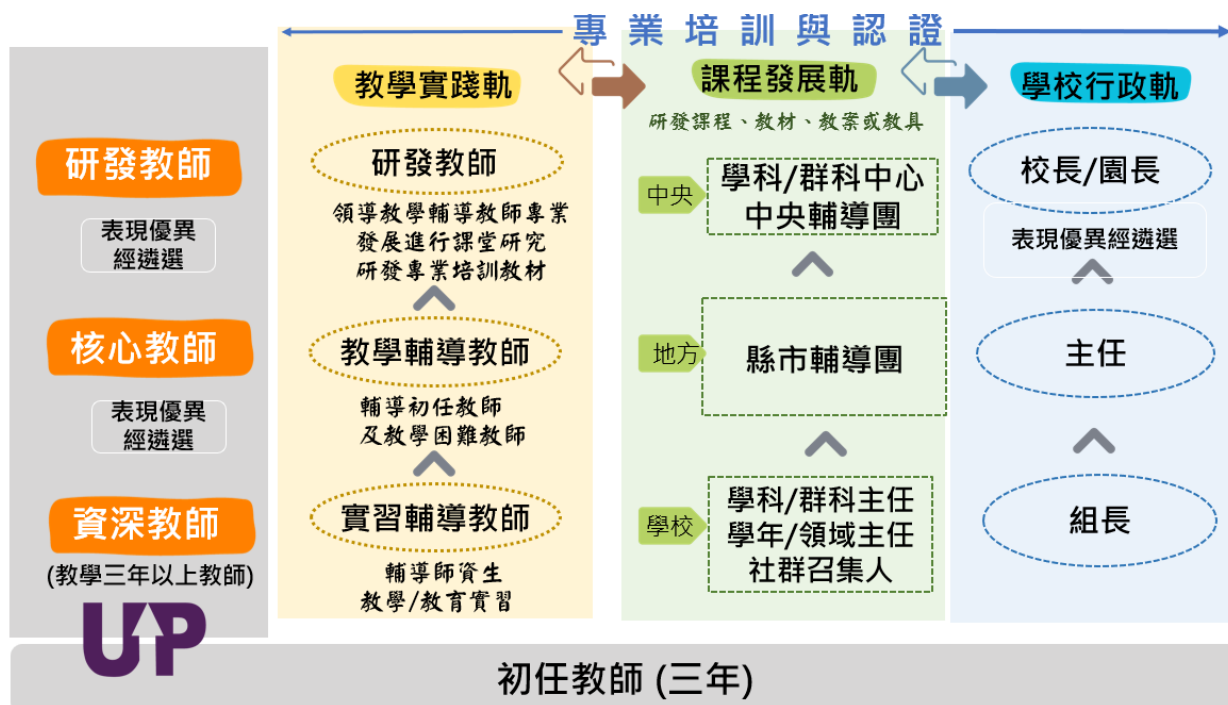 專業培訓與認證
研發教師
表現優異
經遴選
核心教師
表現優異
經遴選
資深教師
(教學三年以上教師)
UP
教學實踐軌
研發教師
領導教學輔導教師專業
發展進行課堂研究
研發專業培訓教材
教學輔導教師
輔導初任教師
及教學困難教師
實習輔導教師
輔導師資生
教學/教育實習
課程發展軌
研發課程、教材、教案或教具
中央
學科/群科中心
中央輔導團
地方
縣市輔導團
學校
學科/群科主任
學年/領域主任
社群召集人
學校行政軌
校長/園長
表現優異經遴選
主任
組長
初任教師 (三年)